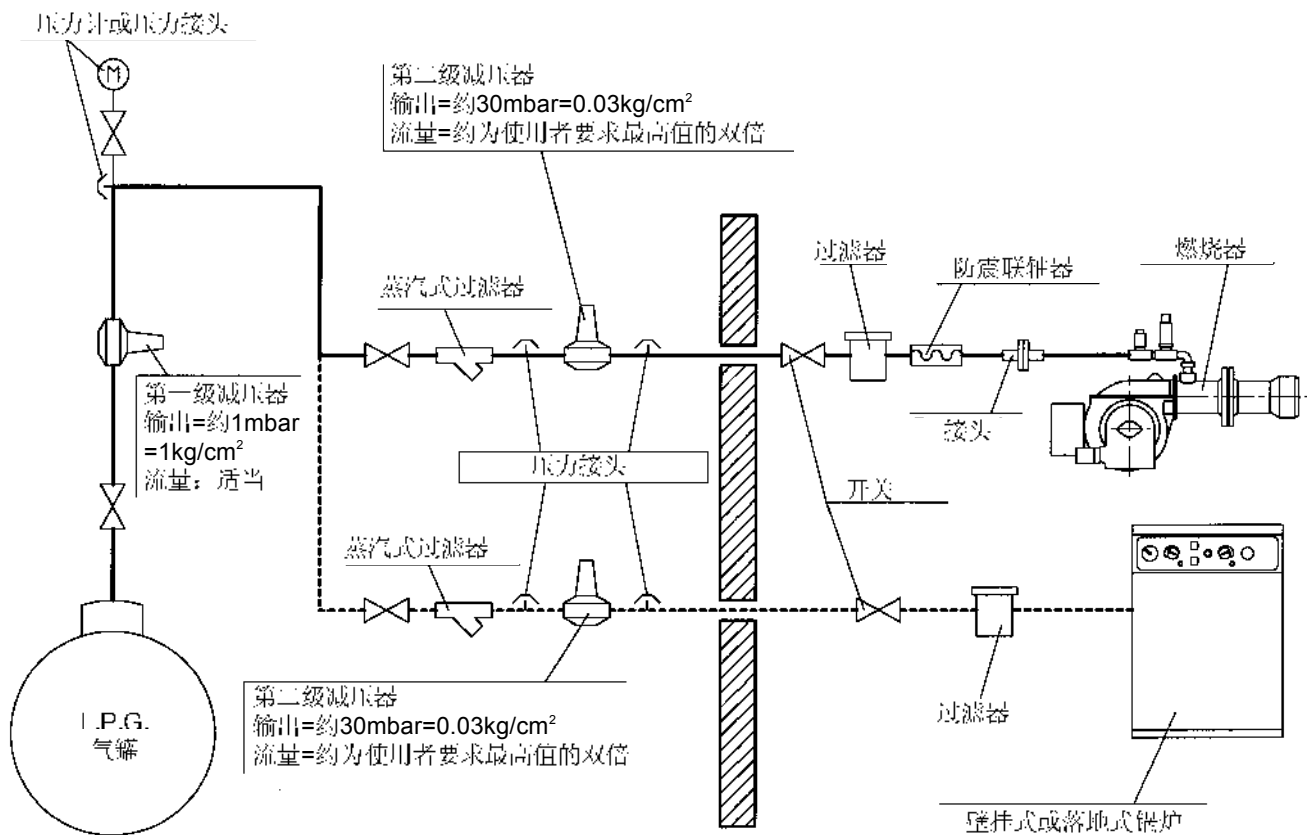 压力计或压力接头
M
第二级减压器
输出=约30mbar=0.03kg/cm²
流量=约为使用者要求最高值的双倍
过滤器
防震联轴器
燃烧器
蒸汽式过滤器
第一级减压器
输出=约1mbar
=1kg/cm²
流量：适当
接头
压力接头
开关
蒸汽式过滤器
第二级减压器
输出=约30mbar=0.03kg/cm²
流量=约为使用者要求最高值的双倍
过滤器
L.P.G.
气罐
壁挂式或落地式锅炉